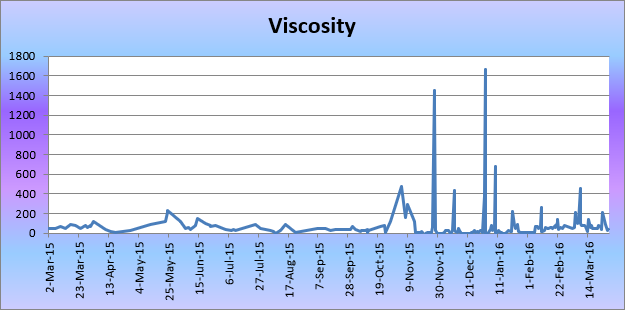 Viscosity
1800
1600
1400
1200
1000
800
600
400
200
0
2-Mar-15
23-Mar-15
13-Apr-15
4-May-15
25-May-15
15-Jun-15
6-Jul-15
27-Jul-15
17-Aug-15
7-Sep-15
28-Sep-15
19-Oct-15
9-Nov-15
30-Nov-15
21-Dec-15
11-Jan-16
1-Feb-16
22-Feb-16
14-Mar-16